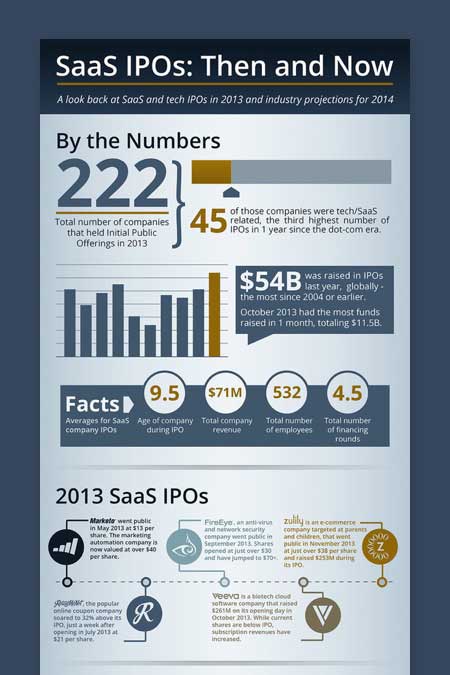 SaaS IPOs: Then and Now
A look back at SaaS and tech IPOs in 2013 and industry projections for 2014
By the Numbers
222
Total number of companies
that held Initial Public
Offerings in 2013
45
of those companies were tech/SaaS
related, the third highest number of
IPOs in 1 year since the dot-com era.
$54B was raised in IPOs
last year, globally -
the most since 2004 or earlier.
October 2013 had the most funds
raised in 1 month, totaling $11.5B.
Facts
Averages for SaaS
company IPOs
9.5
Age of company
during IPO
$71M
Total company
revenue
532
Total number
of employees
4.5
Total number
of financing
rounds
2013 SaaS IPOs
Marketo went public
in May 2013 at $13 per
share. The marketing
automation company is
now valued at over $40
per share.
FireEye, an anti-virus
and network security
company went public in
September 2013. Shares
opened at just over $30
and have jumped to $70+.
zulily is an e-commerce
company targeted at parents
and children, that went
public in November 2013
at just over $38 per share
and raised $253M during
its IPO.
Z
RetailMeNot, the popular
online coupon company
soared to 32% above its
IPO, just a week after
opening in July 2013 at
$21 per share.
R
Veeva is a biotech cloud
software company that raised
$261M on its opening day in
October 2013. While current
shares are below IPO,
subscription revenues have
increased.
V